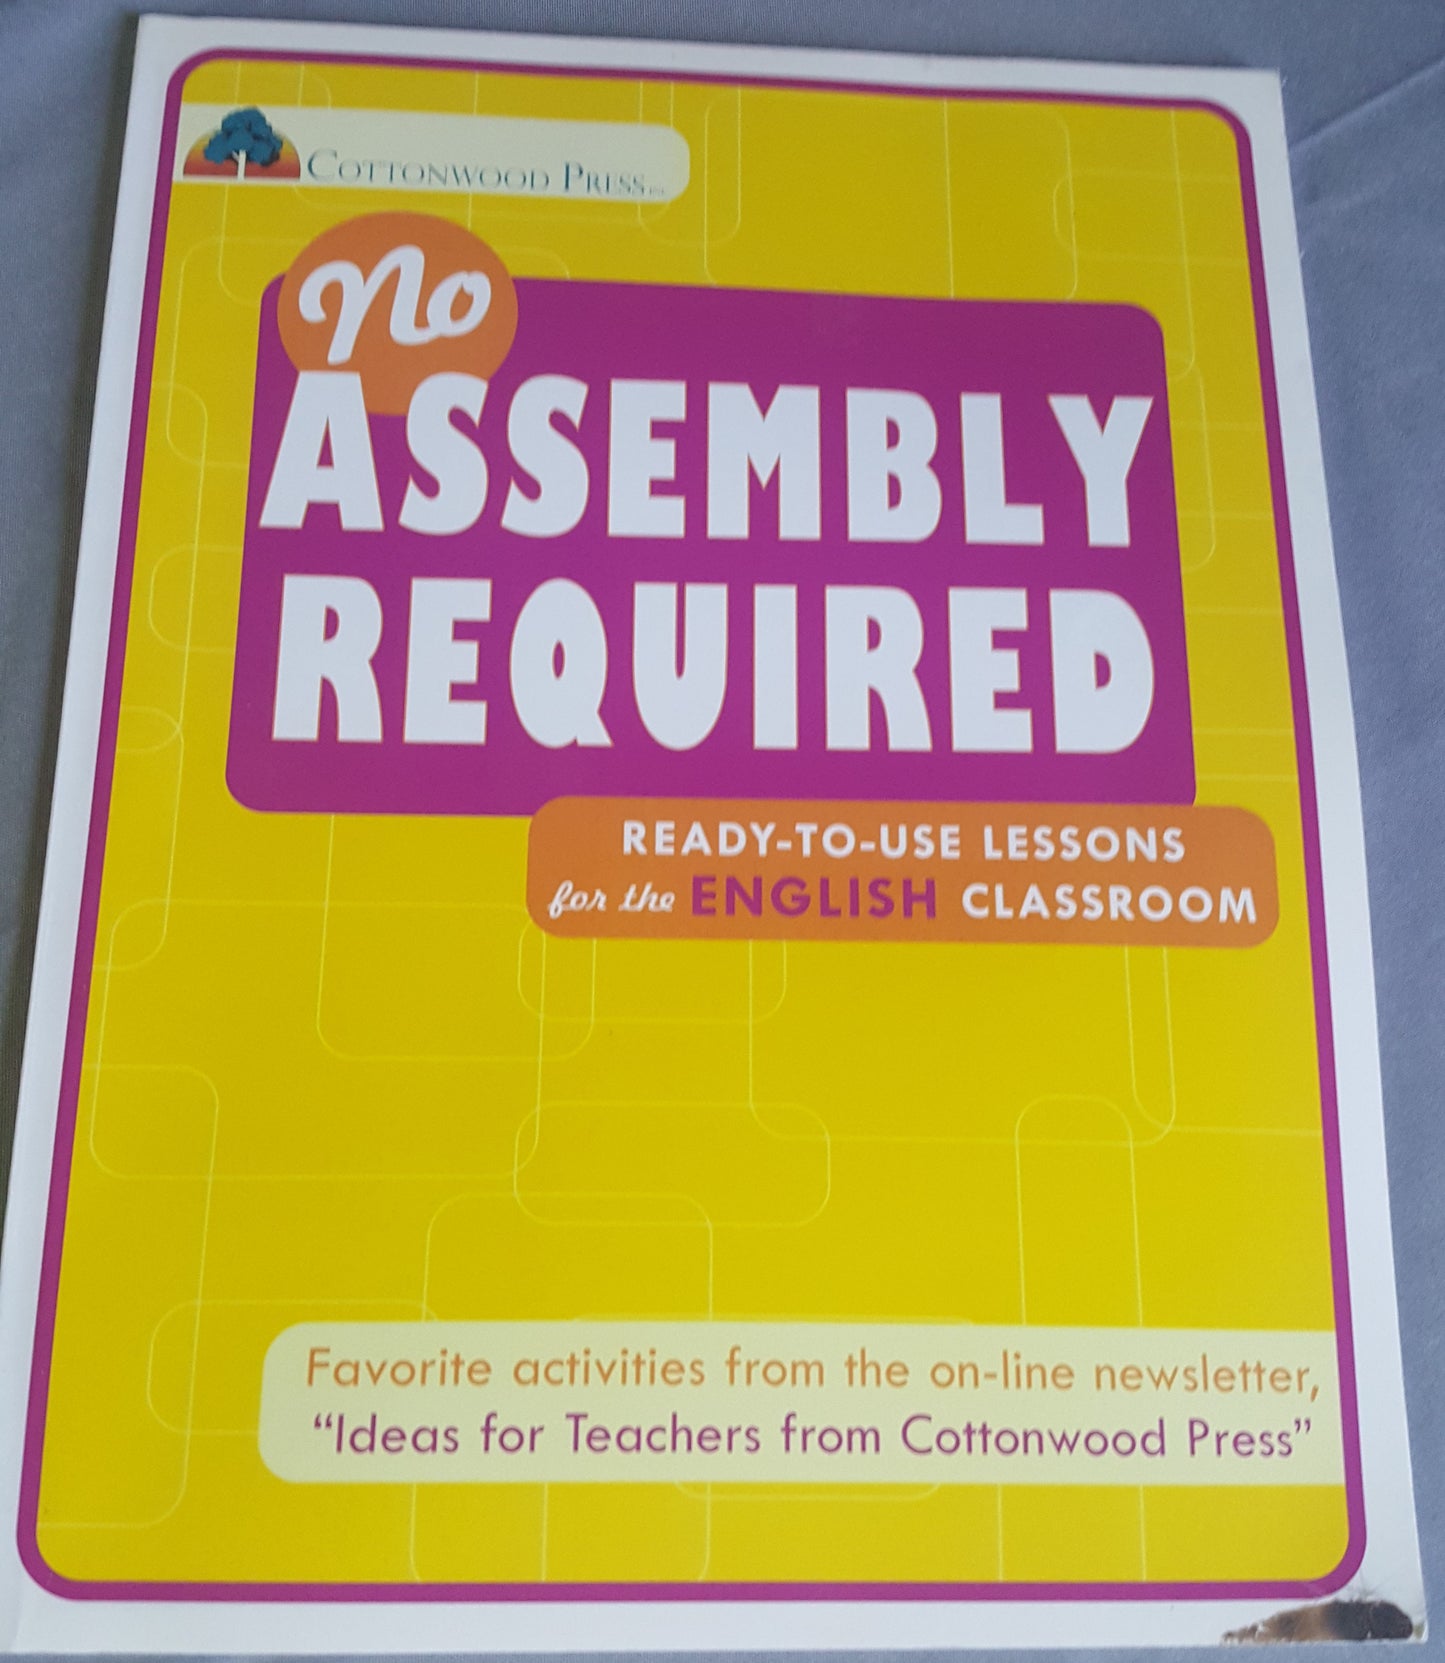 COTTONWOOD PRESS
No
ASSEMBLY
REQUIRED
READY-TO-USE LESSONS
for the ENGLISH CLASSROOM
Favorite activities from the on-line newsletter,
“Ideas for Teachers from Cottonwood Press”